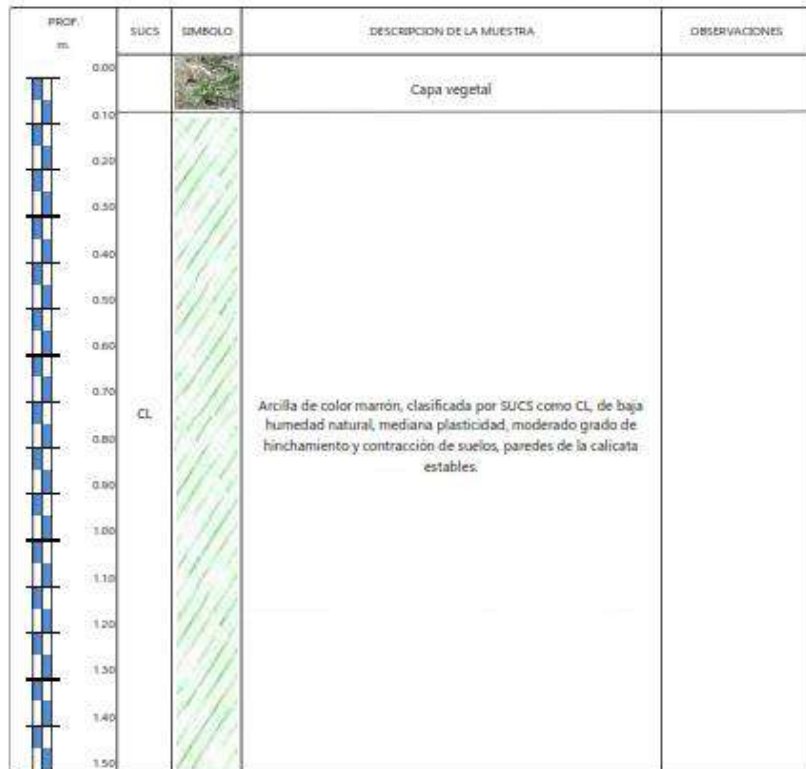 PROF.
m.
SUCS
SIMBOLO
DESCRIPCION DE LA MUESTRA
OBSERVACIONES
0.00
Capa vegetal
0.10
0.20
0.30
0.40
0.50
0.60
0.70
CL
Arcilla de color marrón, clasificada por SUCS como CL, de baja
humedad natural, mediana plasticidad, moderado grado de
hinchamiento y contracción de suelos, paredes de la calicata
estables.
0.80
0.90
1.00
1.10
1.20
1.30
1.40
1.50